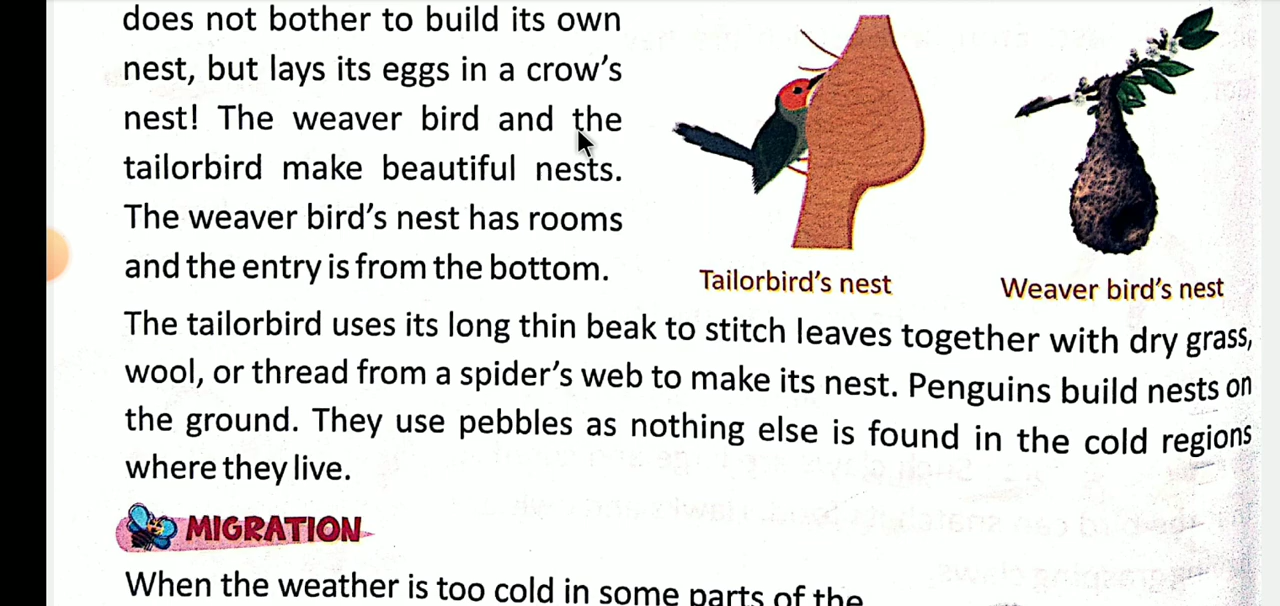 does not bother to build its own
nest, but lays its eggs in a crow's
nest! The weaver bird and the
tailorbird make beautiful nests.
The weaver bird's nest has rooms
and the entry is from the bottom.
Tailorbird's nest
Weaver bird's nest
The tailorbird uses its long thin beak to stitch leaves together with dry grass,
wool, or thread from a spider's web to make its nest. Penguins build nests on
the ground. They use pebbles as nothing else is found in the cold regions
where they live.
MIGRATION
When the weather is too cold in some parts of the